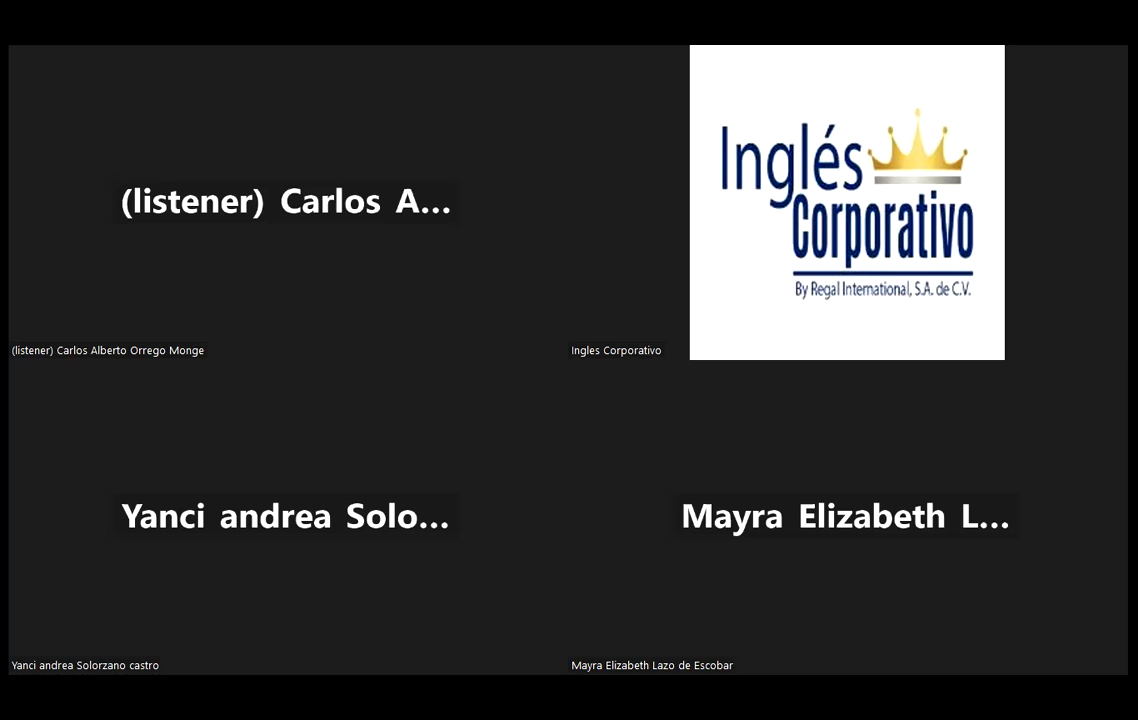 (listener) Carlos A...
(listener) Carlos Alberto Orrego Monge
Inglés
Corporativo
By Regal International, S.A. de C.V.
Ingles Corporativo
Yanci andrea Solo...
Yanci andrea Solorzano castro
Mayra Elizabeth L...
Mayra Elizabeth Lazo de Escobar